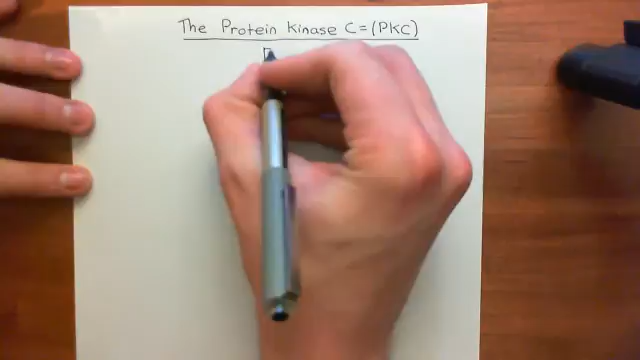 The Protein Kinase C=(PKC)